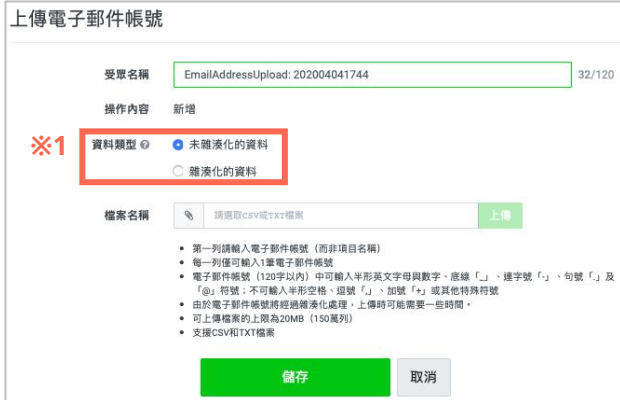 上傳電子郵件帳號
受眾名稱 EmailAddressUpload: 202004041744 32/120
操作內容 新增
※1 資料類型 未雜湊化的資料
雜湊化的資料
檔案名稱 請選取CSV或TXT檔案 上傳
• 第一列請輸入電子郵件帳號（而非項目名稱）
• 每一列僅可輸入1筆電子郵件帳號
• 電子郵件帳號（120字以內）中可輸入半形英文字母與數字、底線「_」、連字號「-」、句號「.」及
「@」符號；不可輸入半形空格、逗號「,」、加號「+」或其他特殊符號
• 由於電子郵件帳號將經過雜湊化處理，上傳時可能需要一些時間。
• 可上傳檔案的上限為20MB（150萬列）
• 支援CSV和TXT檔案
儲存 取消